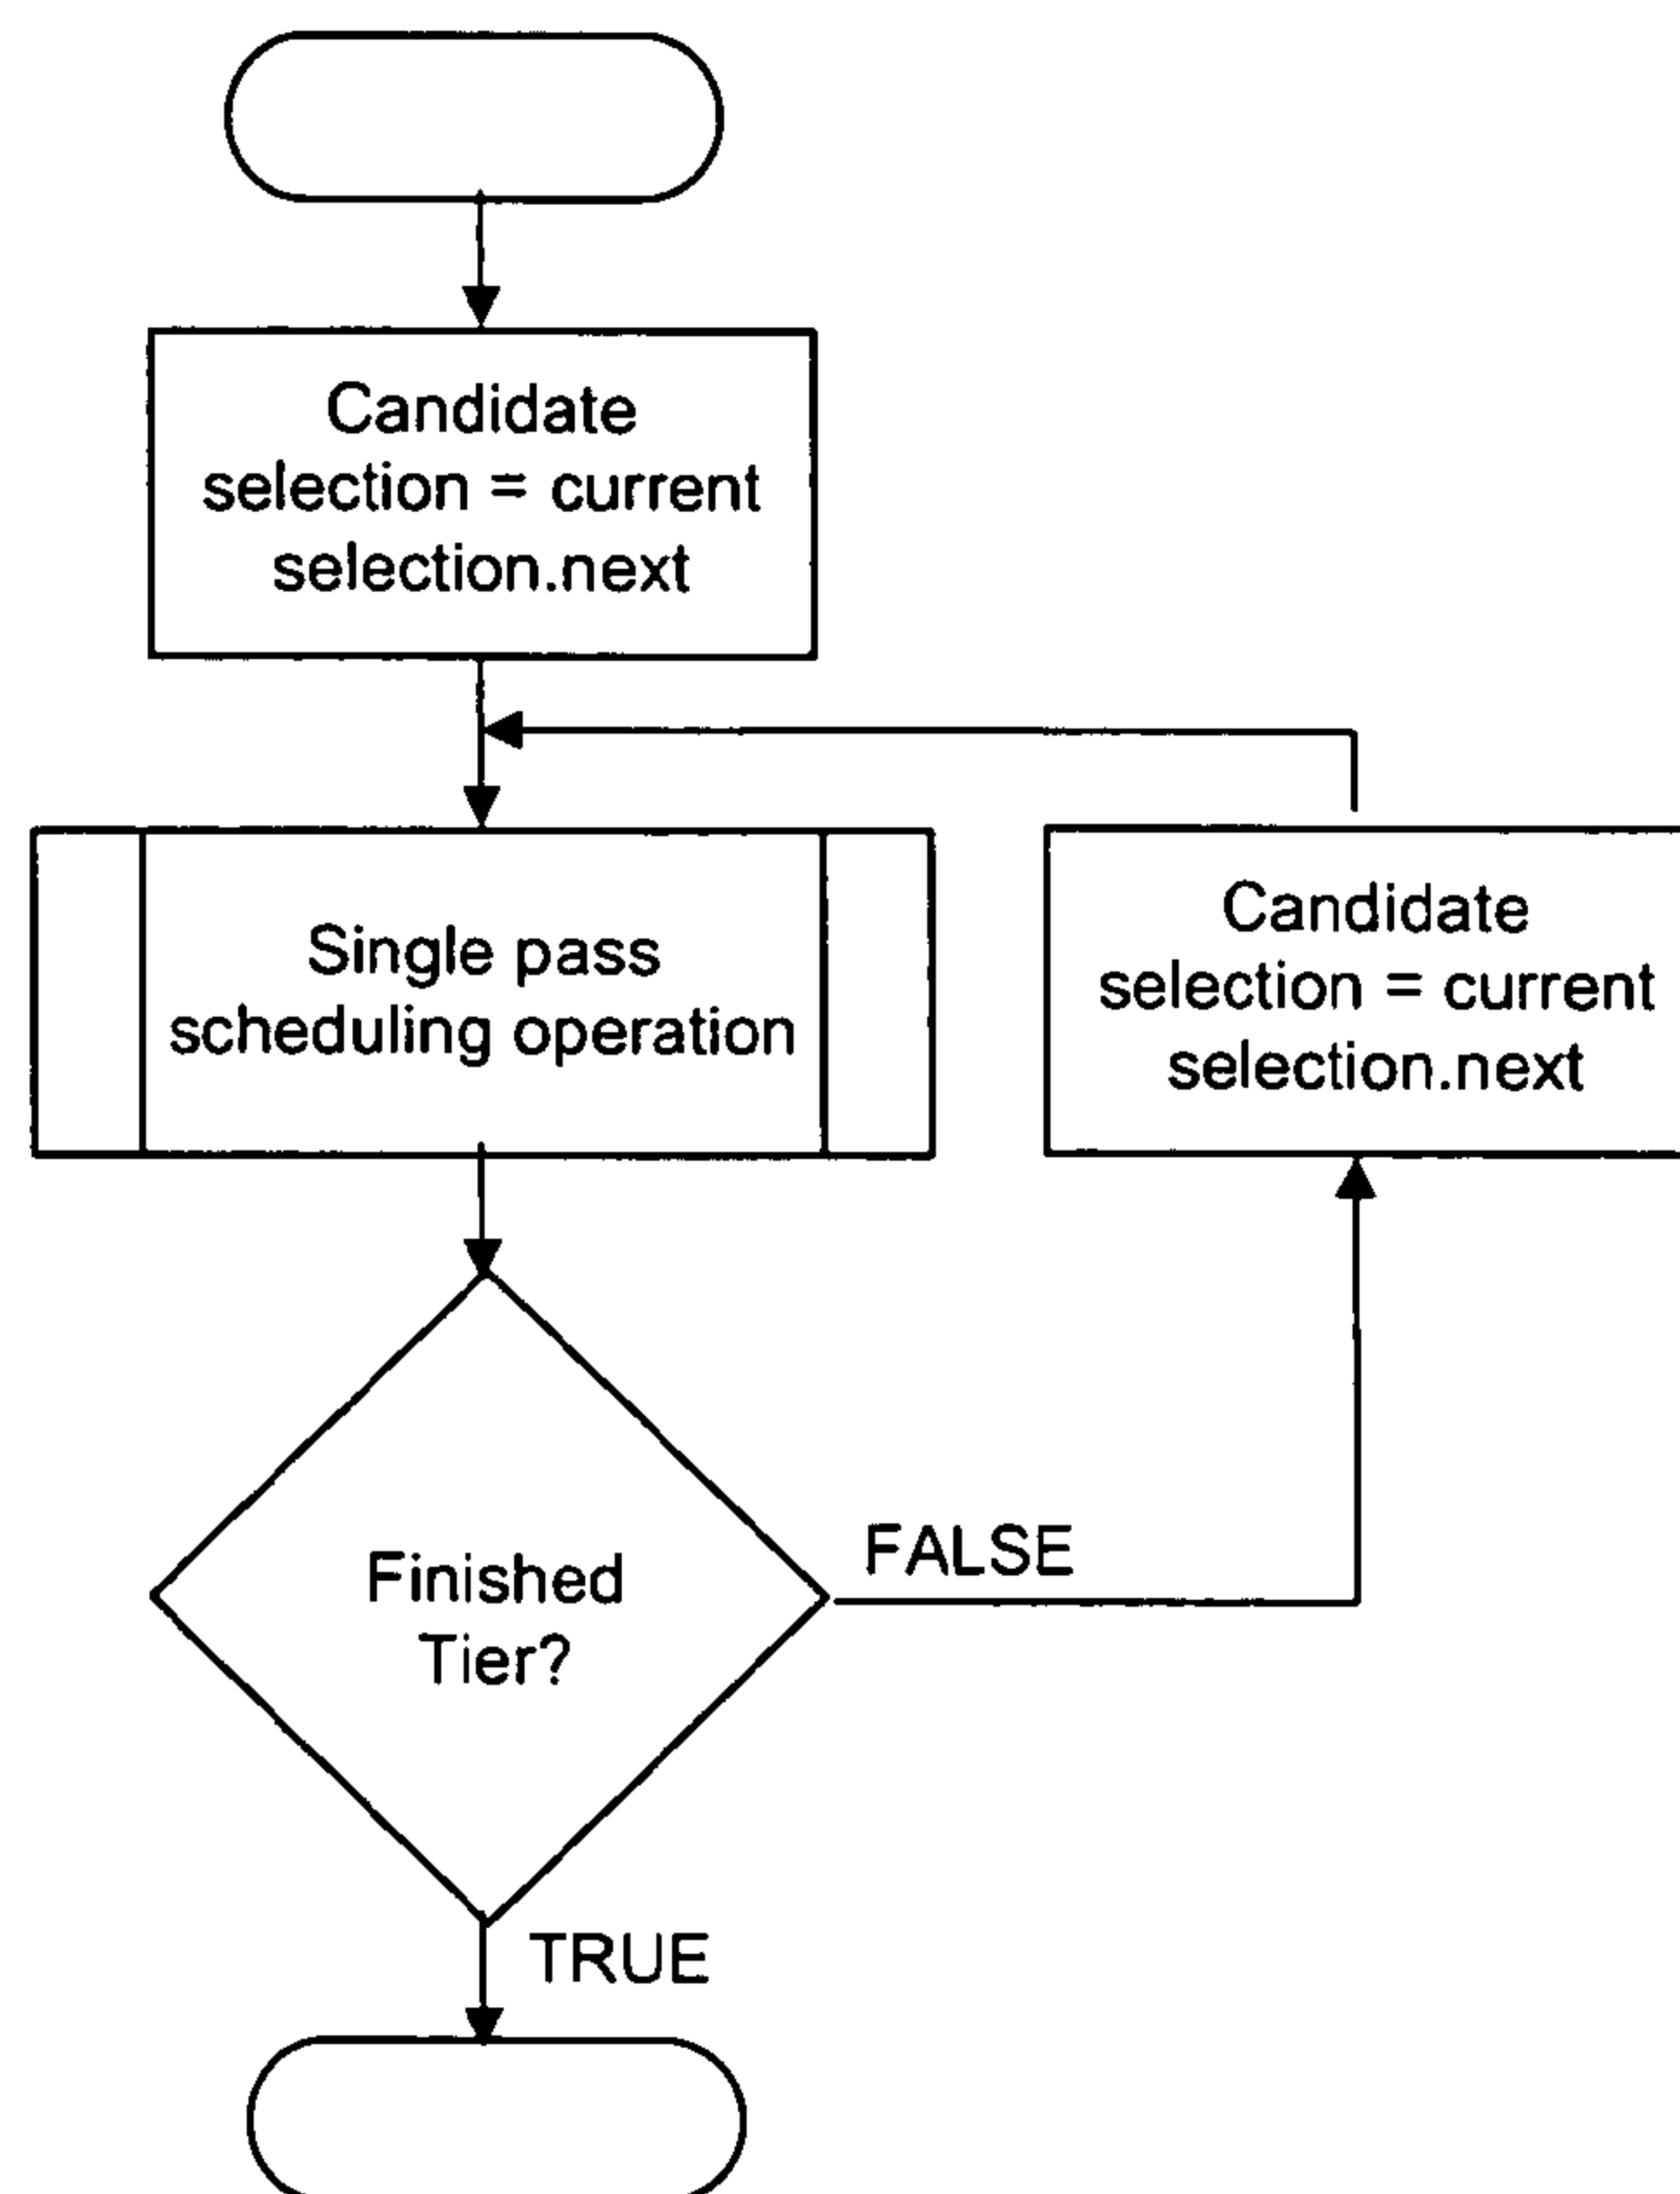 Candidate
selection = current
selection.next
Single pass
scheduling operation
Candidate
selection = current
selection.next
Finished
Tier?
FALSE
TRUE